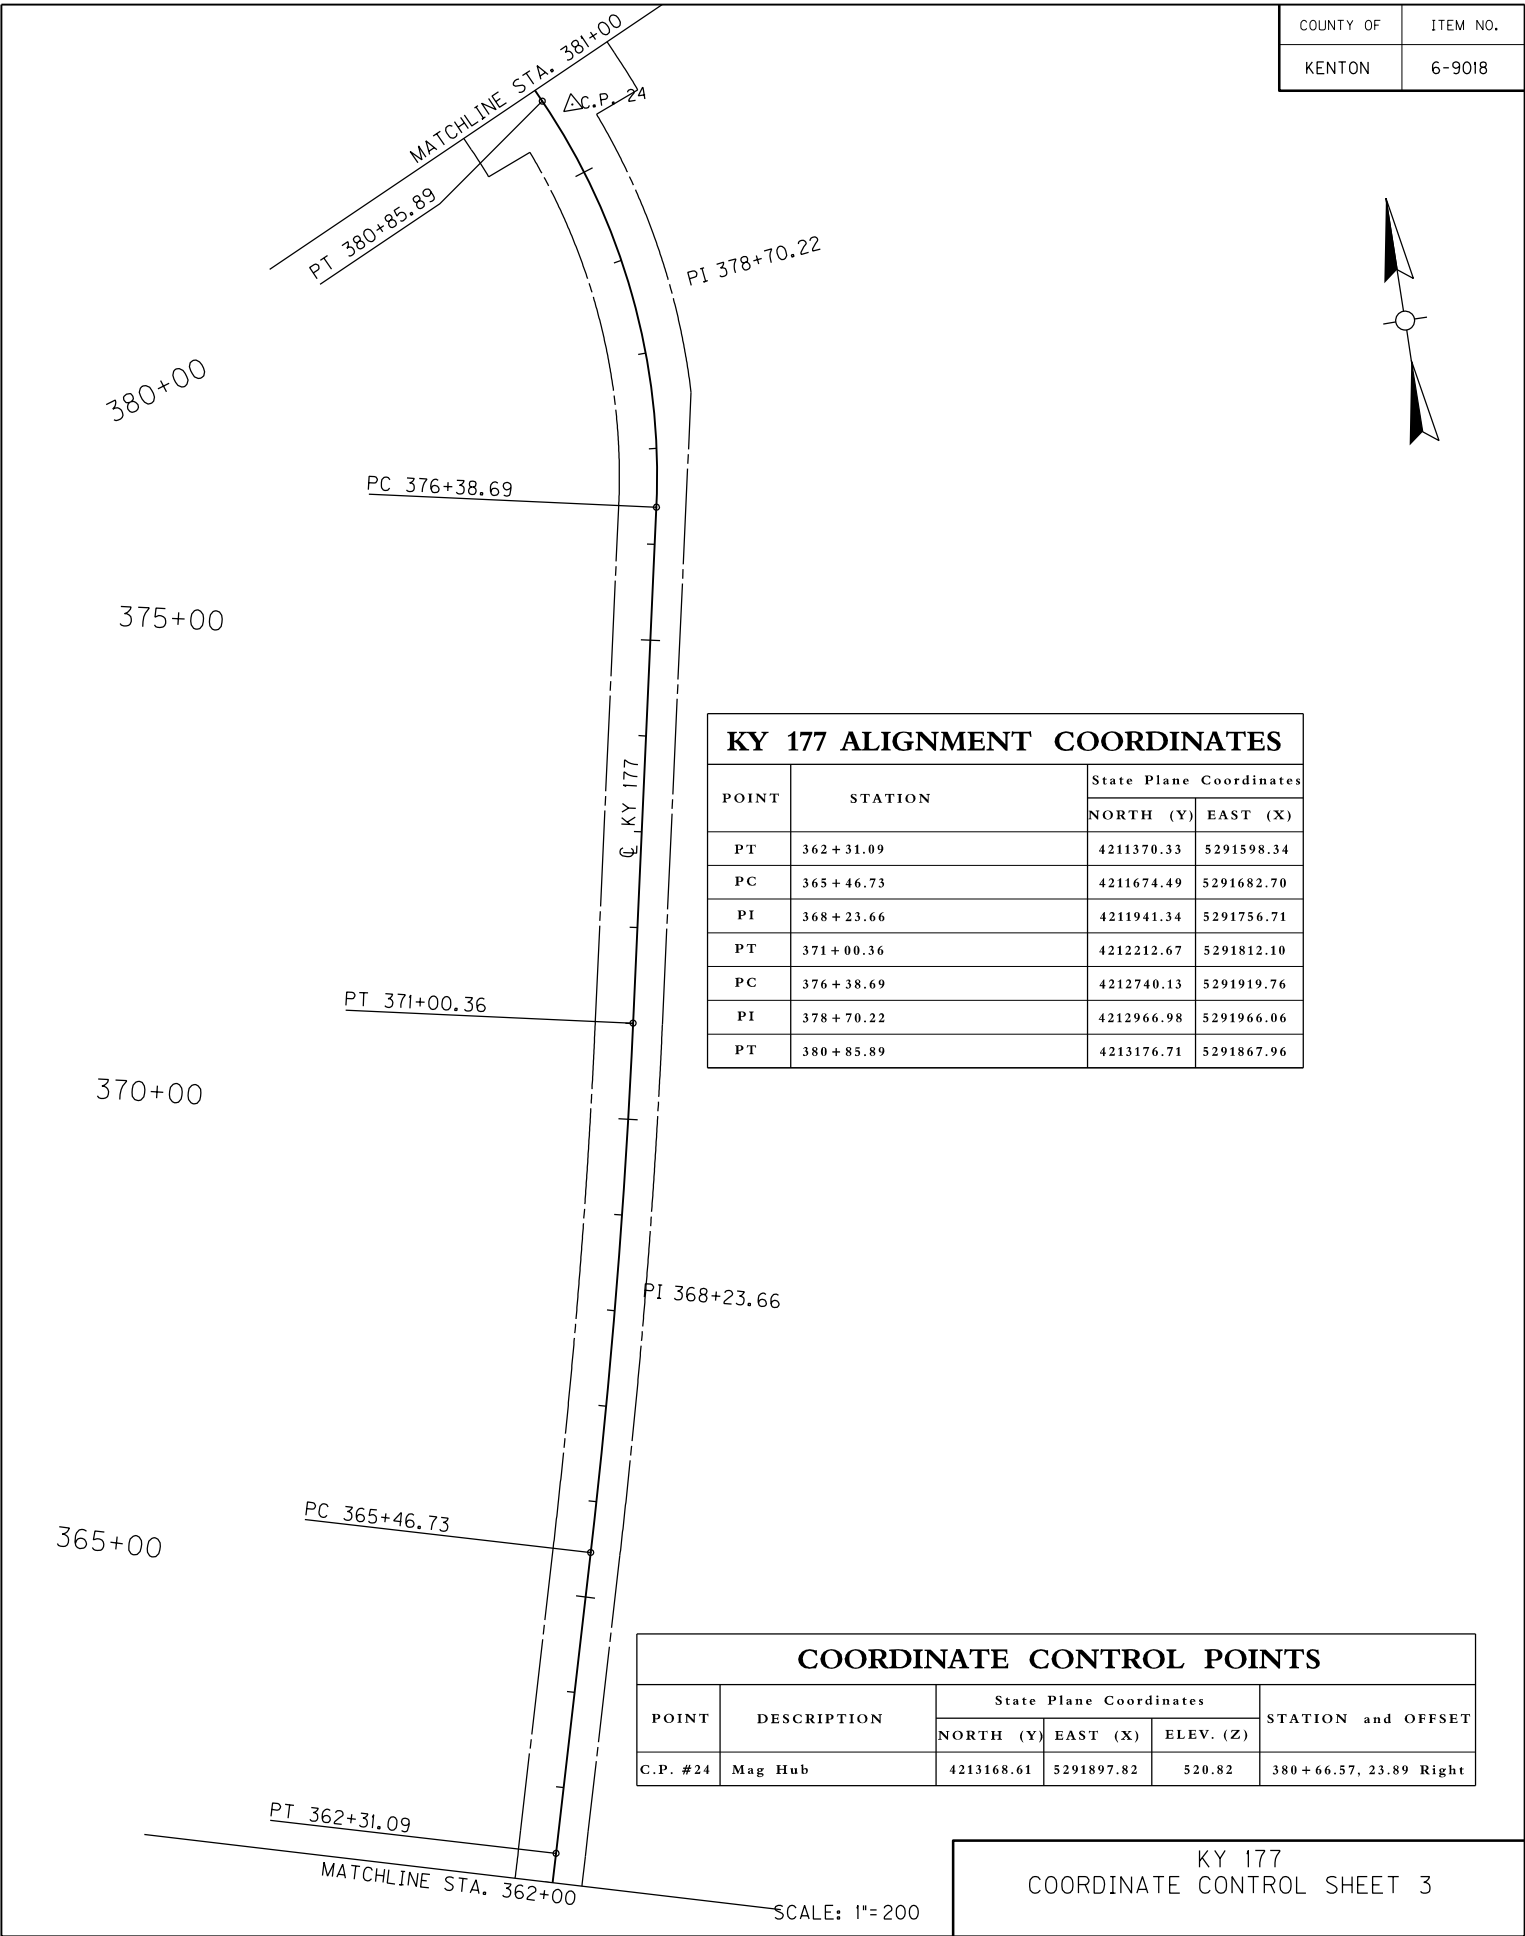 COUNTY OF ITEM NO.
KENTON 6-9018
MATCHLINE STA. 381+00
C.P. 24
PT 380+85.89
PI 378+70.22
380+00
PC 376+38.69
375+00
℄ KY 177
KY 177 ALIGNMENT COORDINATES
POINT STATION State Plane Coordinates
NORTH (Y) EAST (X)
PT 362+31.09 4211370.33 5291598.34
PC 365+46.73 4211674.49 5291682.70
PI 368+23.66 4211941.34 5291756.71
PT 371+00.36 4212212.67 5291812.10
PC 376+38.69 4212740.13 5291919.76
PI 378+70.22 4212966.98 5291966.06
PT 380+85.89 4213176.71 5291867.96
PT 371+00.36
370+00
PI 368+23.66
PC 365+46.73
365+00
COORDINATE CONTROL POINTS
POINT DESCRIPTION State Plane Coordinates STATION and OFFSET
NORTH (Y) EAST (X) ELEV. (Z)
C.P. #24 Mag Hub 4213168.61 5291897.82 520.82 380+66.57, 23.89 Right
PT 362+31.09
MATCHLINE STA. 362+00
SCALE: 1"=200
KY 177
COORDINATE CONTROL SHEET 3